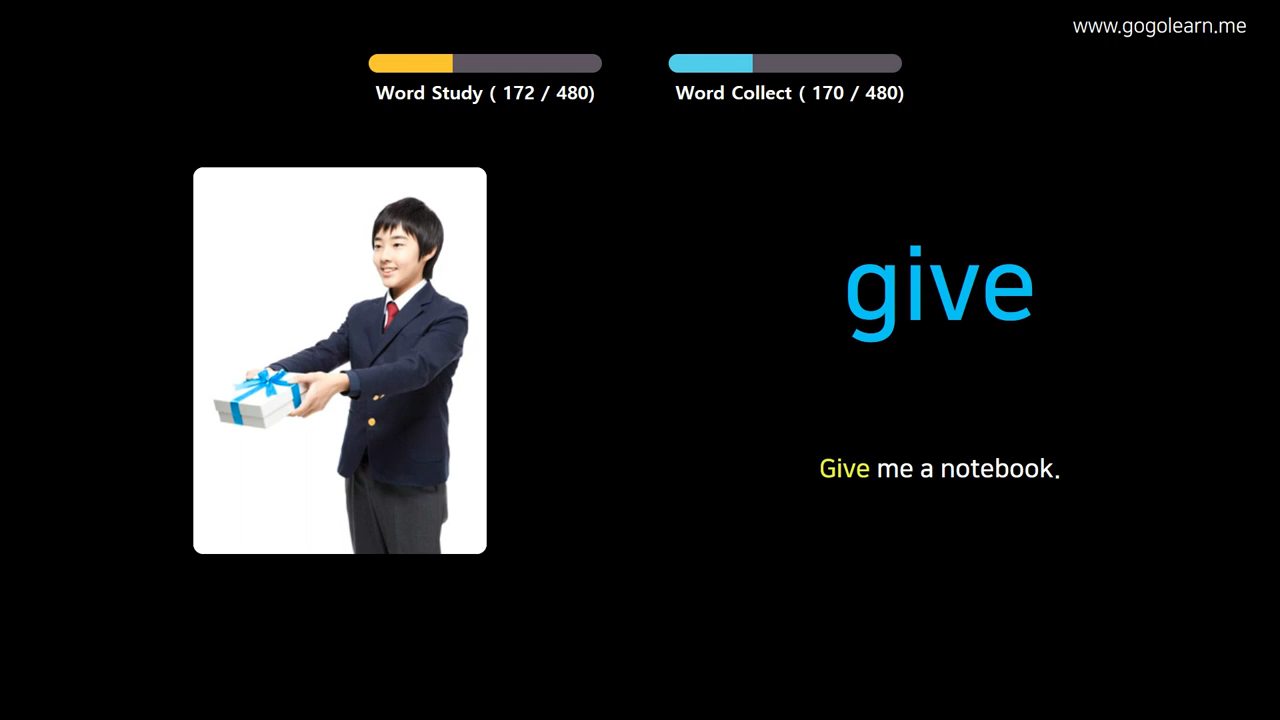 www.gogolearn.me
Word Study ( 172 / 480)
Word Collect ( 170 / 480)
give
Give me a notebook.